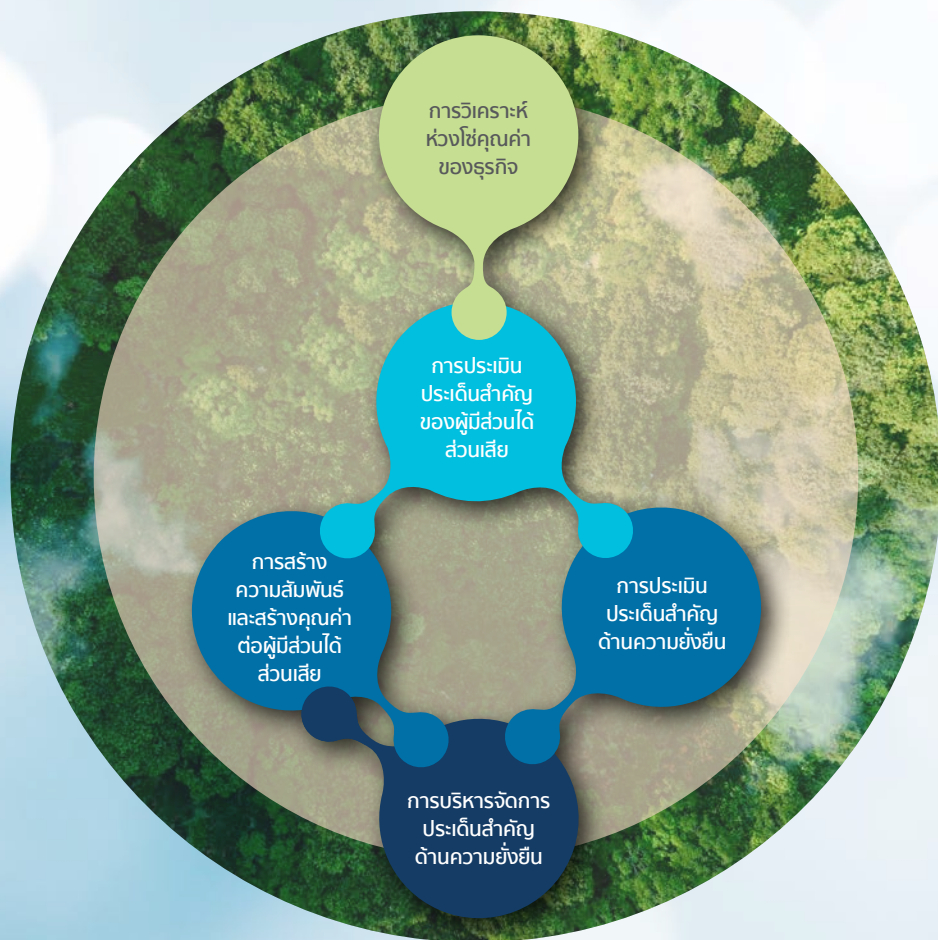 การวิเคราะห์
ห่วงโซ่คุณค่า
ของธุรกิจ
การประเมิน
ประเด็นสำคัญ
ของผู้มีส่วนได้
ส่วนเสีย
การสร้าง
ความสัมพันธ์
และสร้างคุณค่า
ต่อผู้มีส่วนได้
ส่วนเสีย
การประเมิน
ประเด็นสำคัญ
ด้านความยั่งยืน
การบริหารจัดการ
ประเด็นสำคัญ
ด้านความยั่งยืน